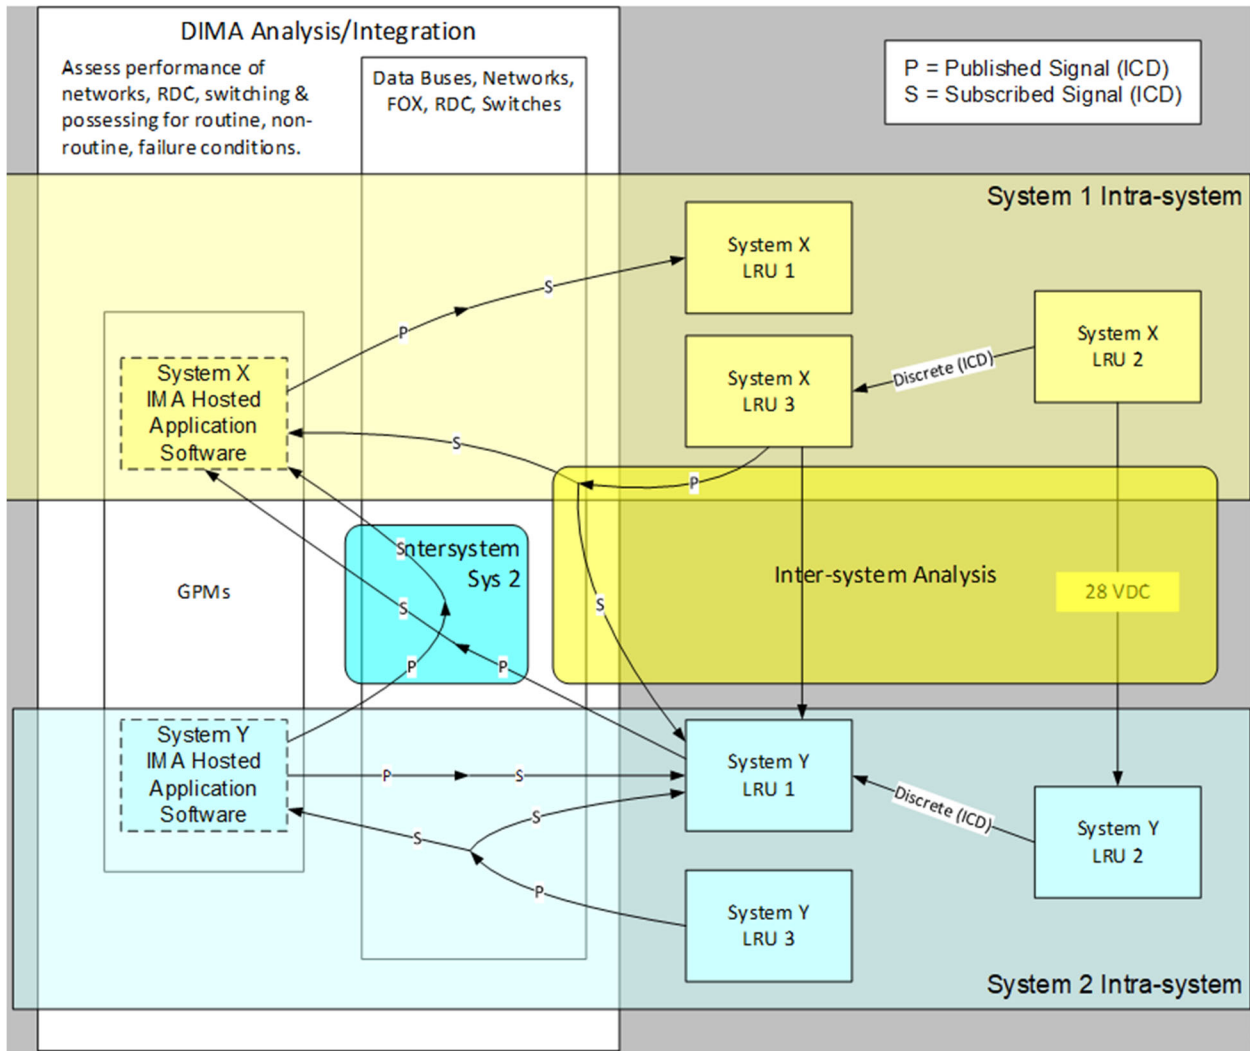 DIMA Analysis/Integration
Assess performance of
networks, RDC, switching &
possessing for routine, non-
routine, failure conditions.
Data Buses, Networks,
FOX, RDC, Switches
P = Published Signal (ICD)
S = Subscribed Signal (ICD)
System 1 Intra-system
System X
LRU 1
S
P
System X
LRU 2
Discrete (ICD)
System X
LRU 3
System X
IMA Hosted
Application
Software
S
P
S
Intersystem
Sys 2
Inter-system Analysis
28 VDC
GPMs
S
S
P
P
System Y
IMA Hosted
Application
Software
System Y
LRU 1
P
S
Discrete (ICD)
S
S
System Y
LRU 2
P
System Y
LRU 3
System 2 Intra-system